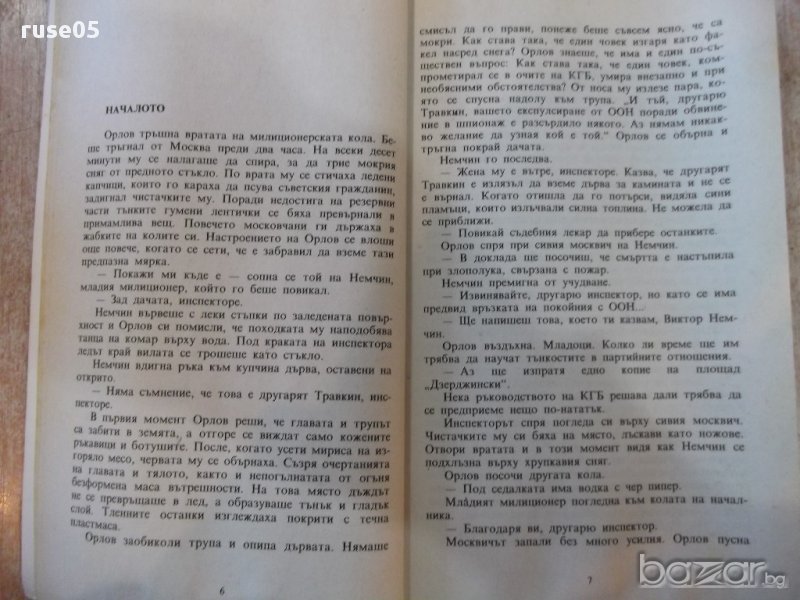 ruse05
НАЧАЛОТО
Орлов тръшна вратата на милиционерската кола. Бе-
ше тръгнал от Москва преди два часа. На всеки десет
минути му се налагаше да спира, за да трие мокрия
сняг от предното стъкло. По врата му се стичаха ледени
капчици, които го караха да псува съветския гражданин,
задигнал чистачките му. Поради недостига на резервни
части тънките гумени лентички се бяха превърнали в
примамлива вещ. Повечето московчани ги държаха в
жабките на колите си. Настроението на Орлов се влоши
още повече, когато се сети, че е забравил да вземе тази
предпазна мярка.
— Покажи ми къде е — сопна се той на Немчин,
младия милиционер, който го беше повикал.
— Зад дачата, инспекторе.
Немчин вървеше с леки стъпки по заледената повър-
хност и Орлов си помисли, че походката му наподобява
танца на комар върху вода. Под краката на инспектора
ледът край вилата се трошеше като стъкло.
Немчин вдигна ръка към купчина дърва, оставени на
открито.
— Няма съмнение, че това е другарят Травкин, инс-
пекторе.
В първия момент Орлов реши, че главата и трупът
са забити в земята, а отгоре се виждат само кожените
ръкавици и ботушите. После, когато усети мириса на из-
горяло месо, червата му се обърнаха. Съзря очертанията
на главата и тялото, както и непогълнатата от огъня
безформена маса вътрешности. На това място дъждът
не се превръщаше в лед, а образуваше тънък и гладък
слой. Тленните останки изглеждаха покрити с течна
пластмаса.
Орлов заобиколи трупа и опипа дървата. Нямаше
6
смисъл да го прави, понеже беше съвсем ясно, че са
мокри. Как става така, че един човек изгаря като фа-
кел насред снега? Орлов знаеше, че има и един по-съ-
ществен въпрос: Как става така, че един човек, ком-
прометирал се в очите на КГБ, умира внезапно и при
необясними обстоятелства? От носа му излезе пара, ко-
ято се спусна надолу към трупа. „И тъй, другарю
Травкин, вашето експулсиране от ООН поради обвине-
ние в шпионаж е разсърдило някого. Аз нямам никак-
во желание да узная кой е той.“ Орлов се обърна и
тръгна покрай дачата.
Немчин го последва.
— Жена му е вътре, инспекторе. Казва, че другарят
Травкин е излязъл да вземе дърва за камината и не се
е върнал. Когато отишла да го потърси, видяла сини
пламъци, които излъчвали силна топлина. Не можела да
се приближи.
— Повикай съдебния лекар да прибере останките.
Орлов спря при сивия москвич на Немчин.
— В доклада ще посочиш, че смъртта е настъпила
при злополука, свързана с пожар.
Немчин премигна от учудване.
— Извинявайте, другарю инспектор, но като се има
предвид връзката на покойния с ООН...
— Ще напишеш това, което ти казвам, Виктор Нем-
чин.
Орлов въздъхна. Младоци. Колко ли време ще им
трябва да научат тънкостите в партийните отношения.
— Аз ще изпратя едно копие на площад
„Дзерджински“.
Нека ръководството на КГБ решава дали трябва да
се предприеме нещо по-нататък.
Инспекторът спря погледа си върху сивия москвич.
Чистачките му си бяха на място, лъскави като ножове.
Отвори вратата и в този момент видя как Немчин се
подхлъзна върху хрупкавия сняг.
Орлов посочи другата кола.
— Под седалката има водка с чер пипер.
Младият милиционер погледна към колата на начал-
ника.
— Благодаря ви, другарю инспектор.
Москвичът запали без много усилия. Орлов пусна
7
bazar.bg